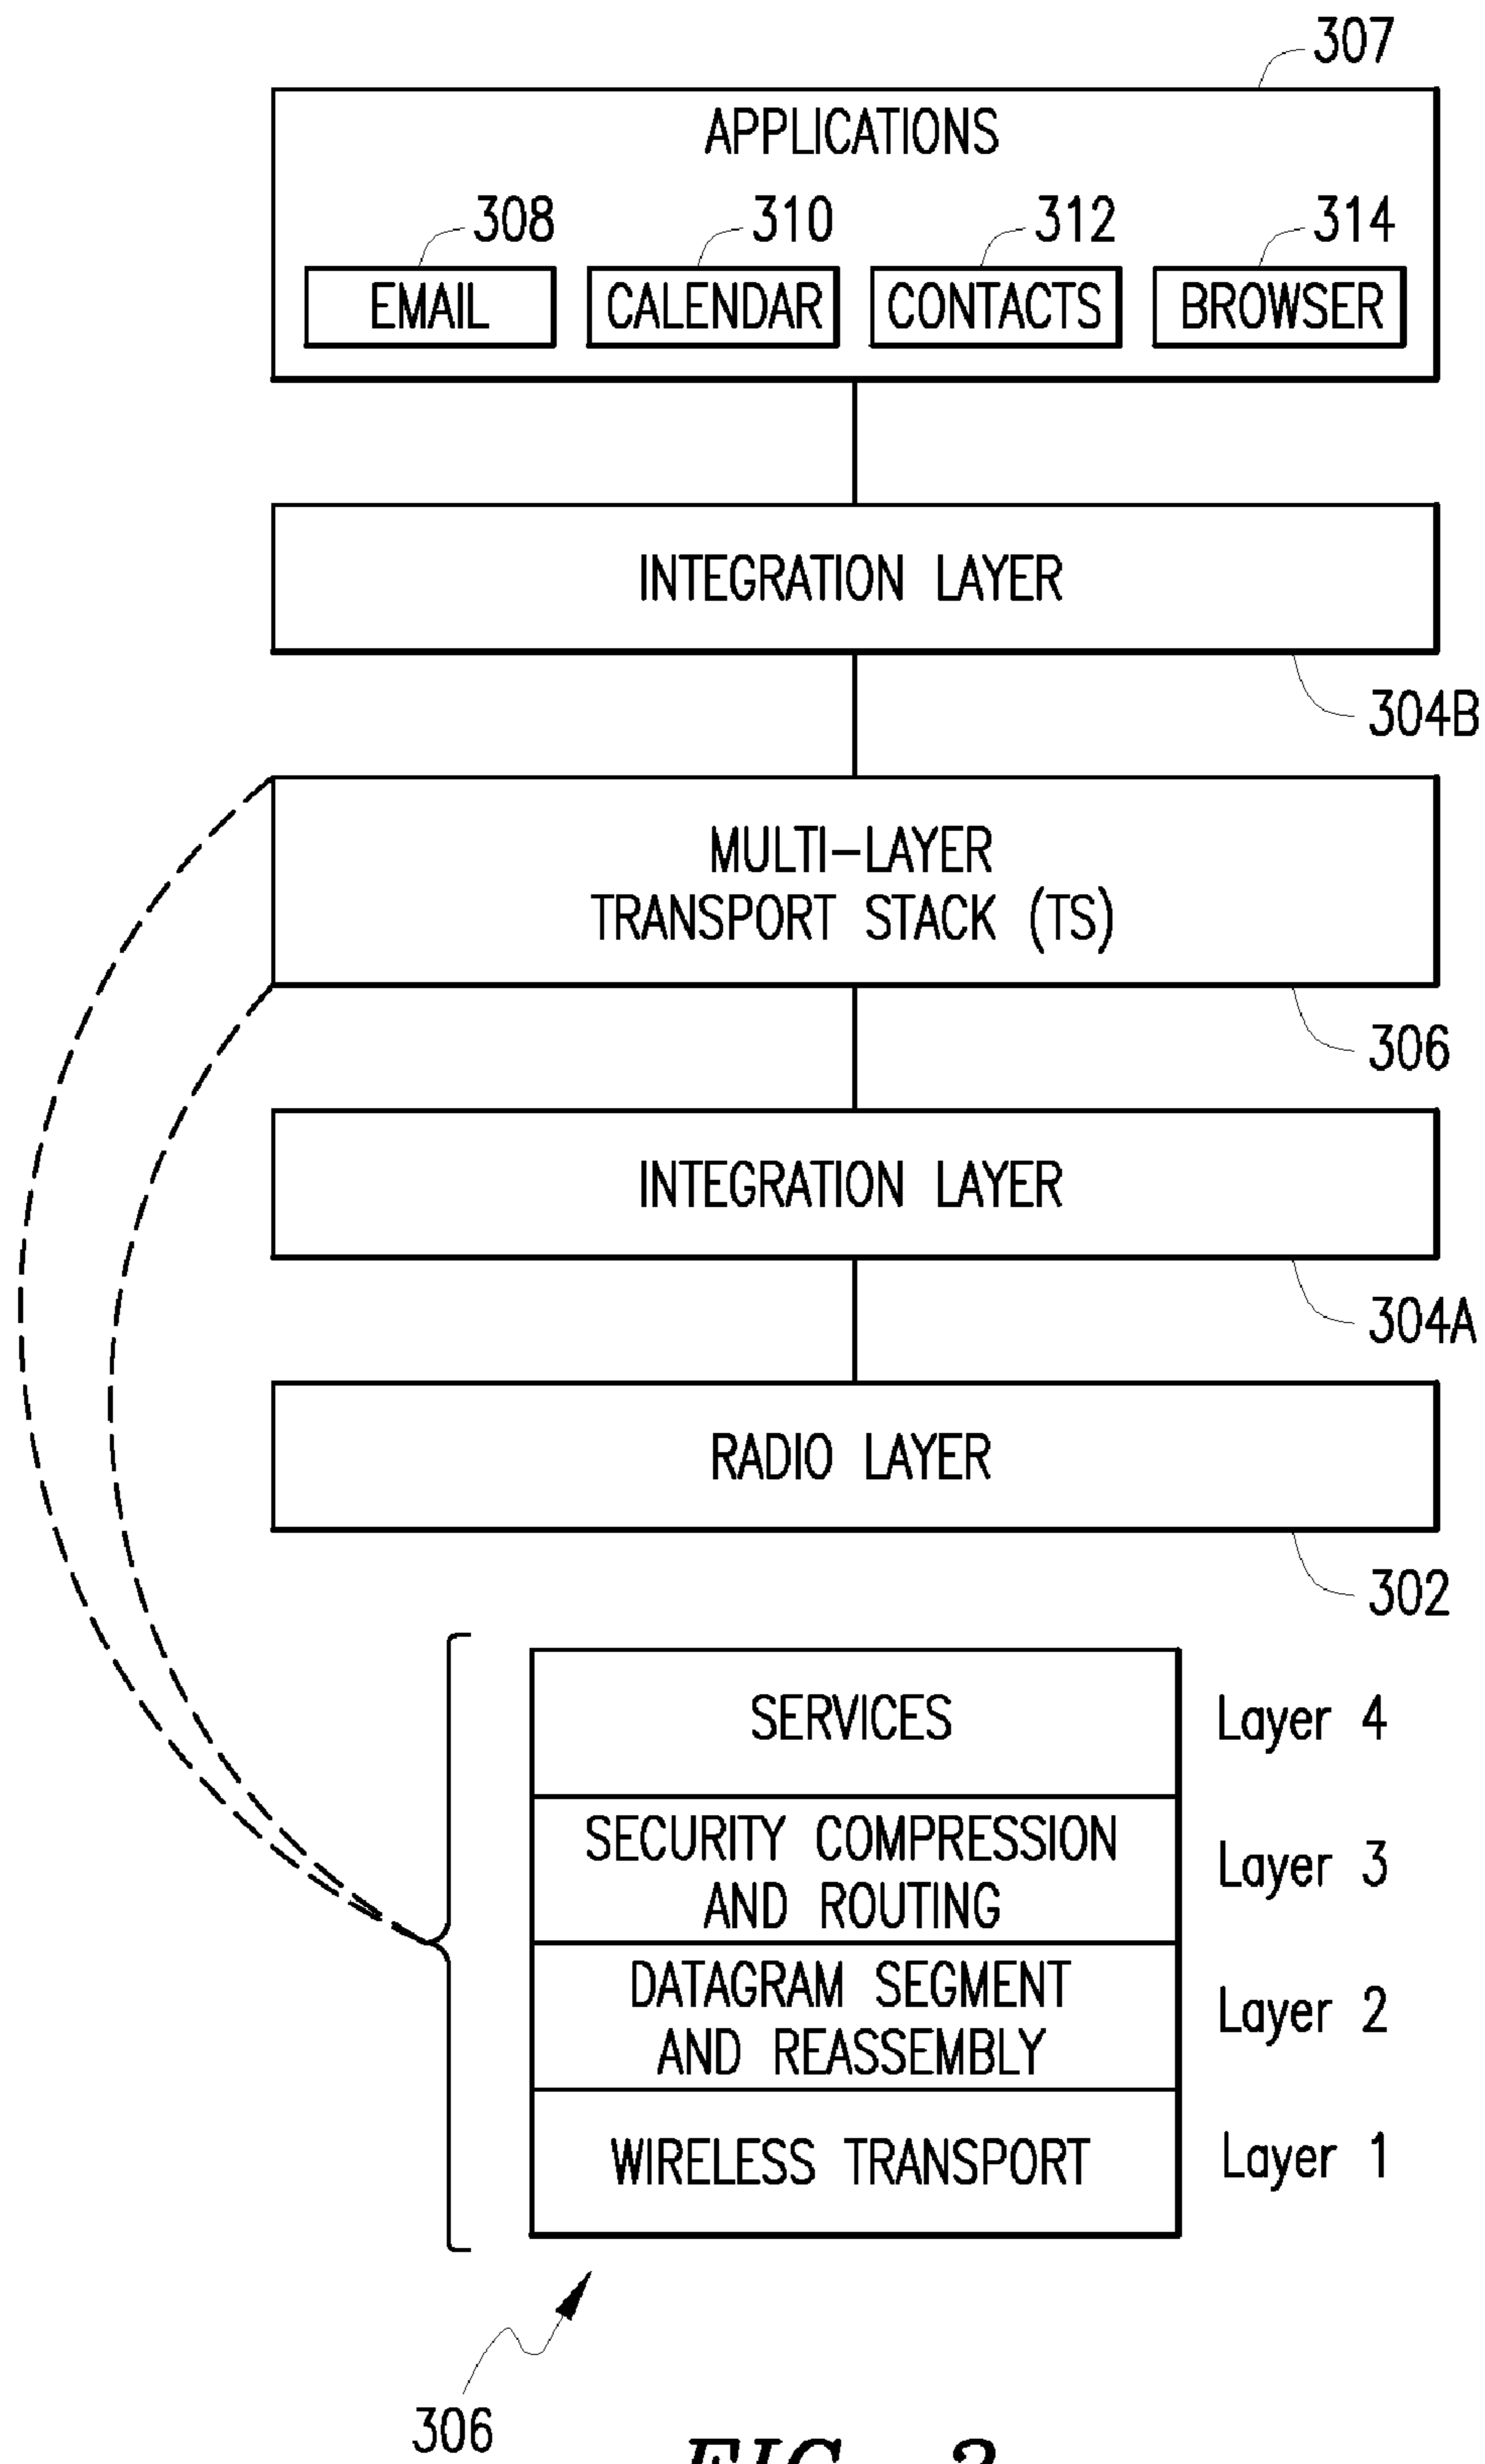 307
APPLICATIONS
308 310 312 314
EMAIL CALENDAR CONTACTS BROWSER
INTEGRATION LAYER
304B
MULTI-LAYER
TRANSPORT STACK (TS)
306
INTEGRATION LAYER
304A
RADIO LAYER
302
SERVICES Layer 4
SECURITY COMPRESSION
AND ROUTING Layer 3
DATAGRAM SEGMENT
AND REASSEMBLY Layer 2
WIRELESS TRANSPORT Layer 1
306
FIG.